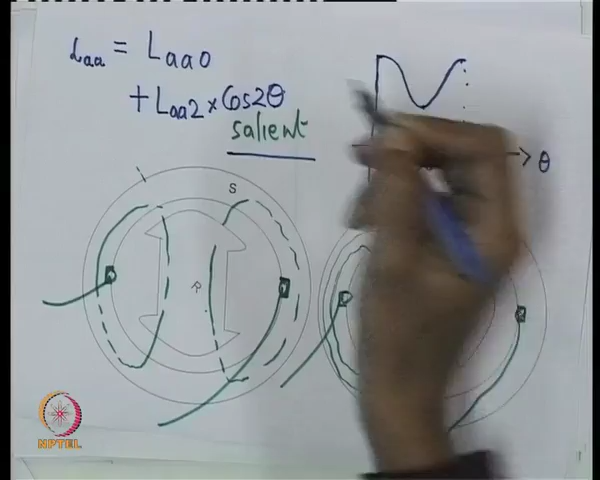 Laa = Laa0
+ Laa2 × Cos2θ
salient
θ
S
R
NPTEL